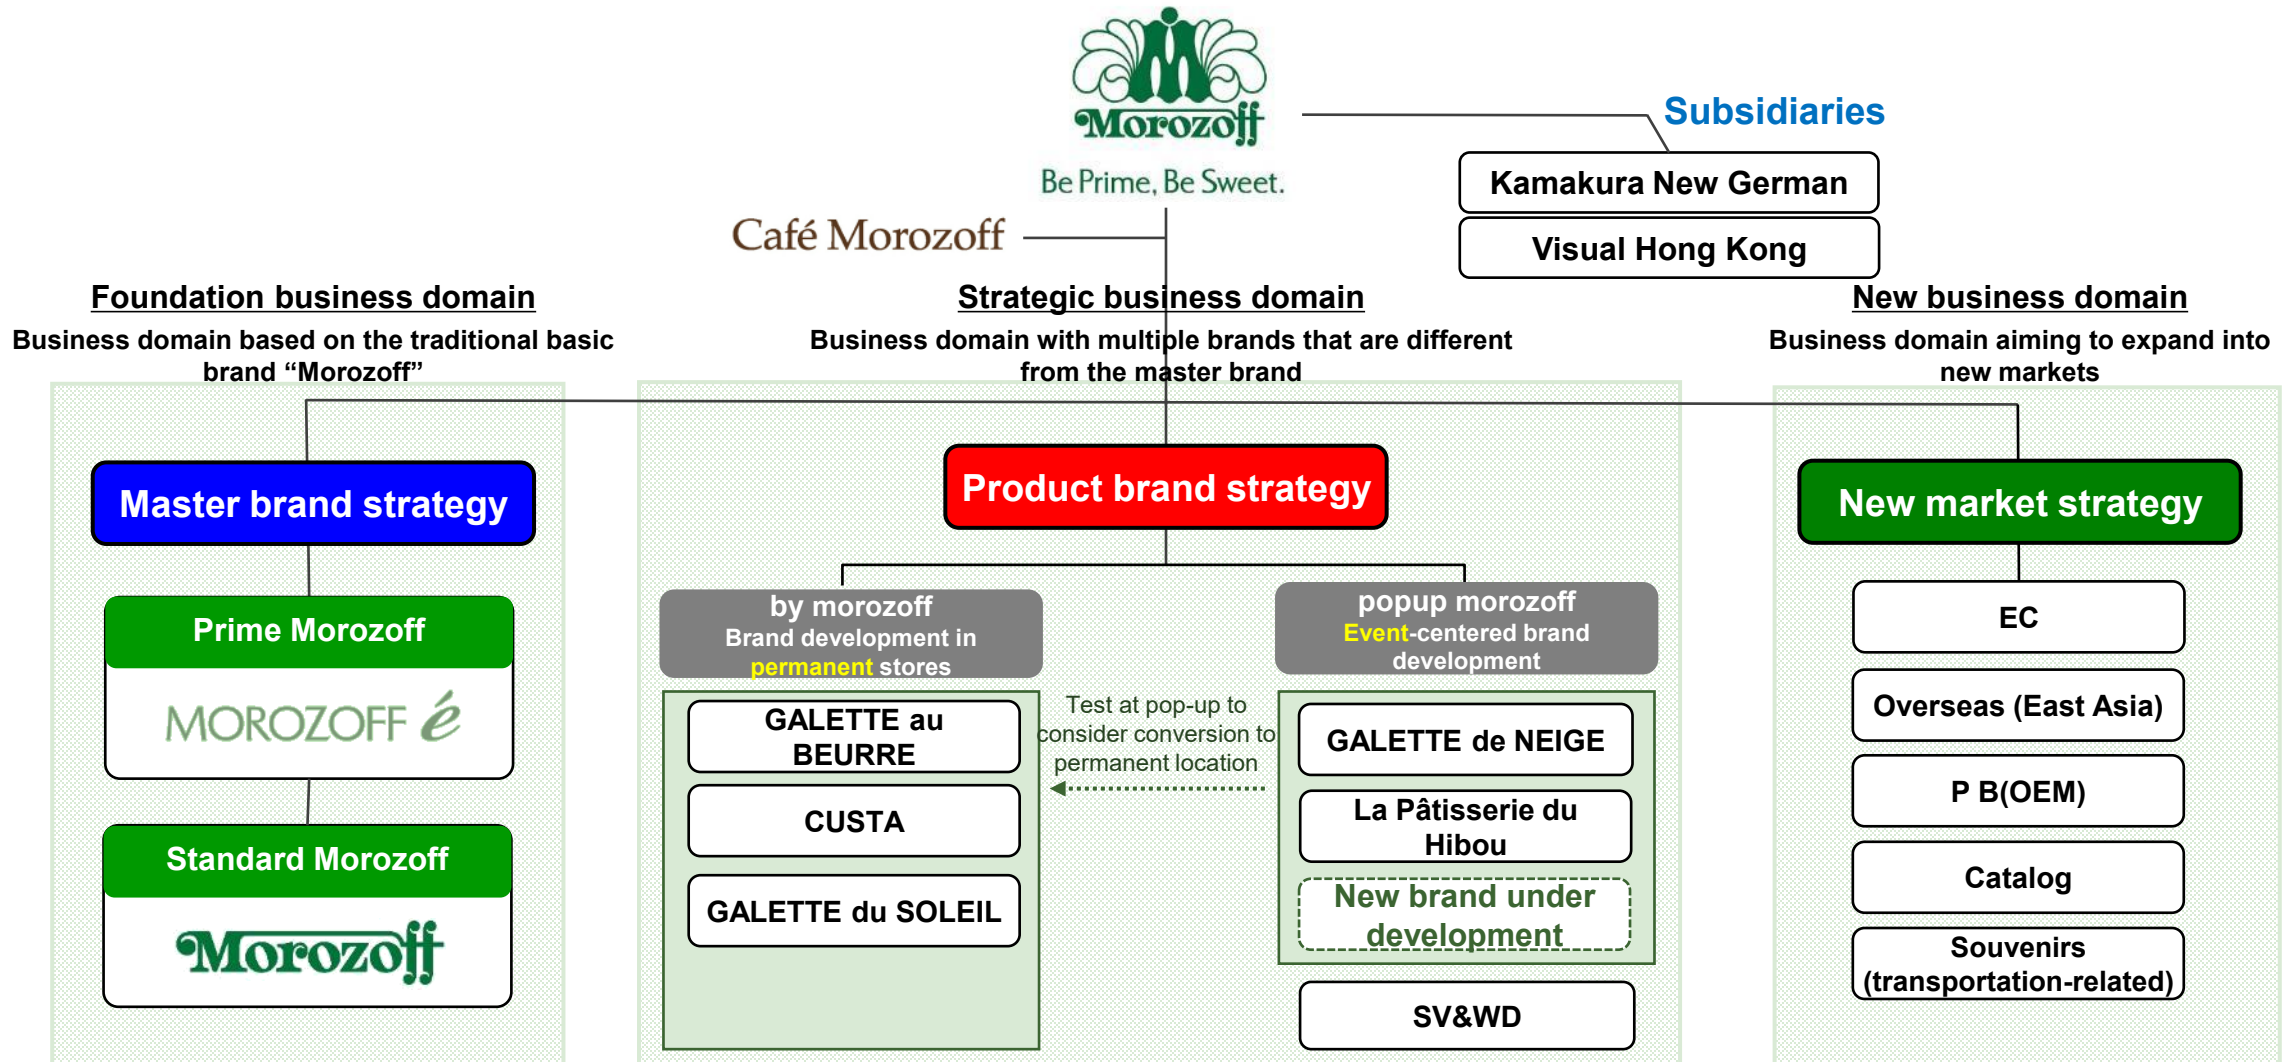 Morozoff
Be Prime, Be Sweet.
Subsidiaries
Kamakura New German
Visual Hong Kong
Café Morozoff
Foundation business domain
Business domain based on the traditional basic
brand “Morozoff”
Master brand strategy
Prime Morozoff
MOROZOFF é
Standard Morozoff
Morozoff
Strategic business domain
Business domain with multiple brands that are different
from the master brand
Product brand strategy
by morozoff
Brand development in
permanent stores
GALETTE au
BEURRE
CUSTA
GALETTE du SOLEIL
Test at pop-up to
consider conversion to
permanent location
popup morozoff
Event-centered brand
development
GALETTE de NEIGE
La Pâtisserie du
Hibou
New brand under
development
SV&WD
New business domain
Business domain aiming to expand into
new markets
New market strategy
EC
Overseas (East Asia)
P B(OEM)
Catalog
Souvenirs
(transportation-related)